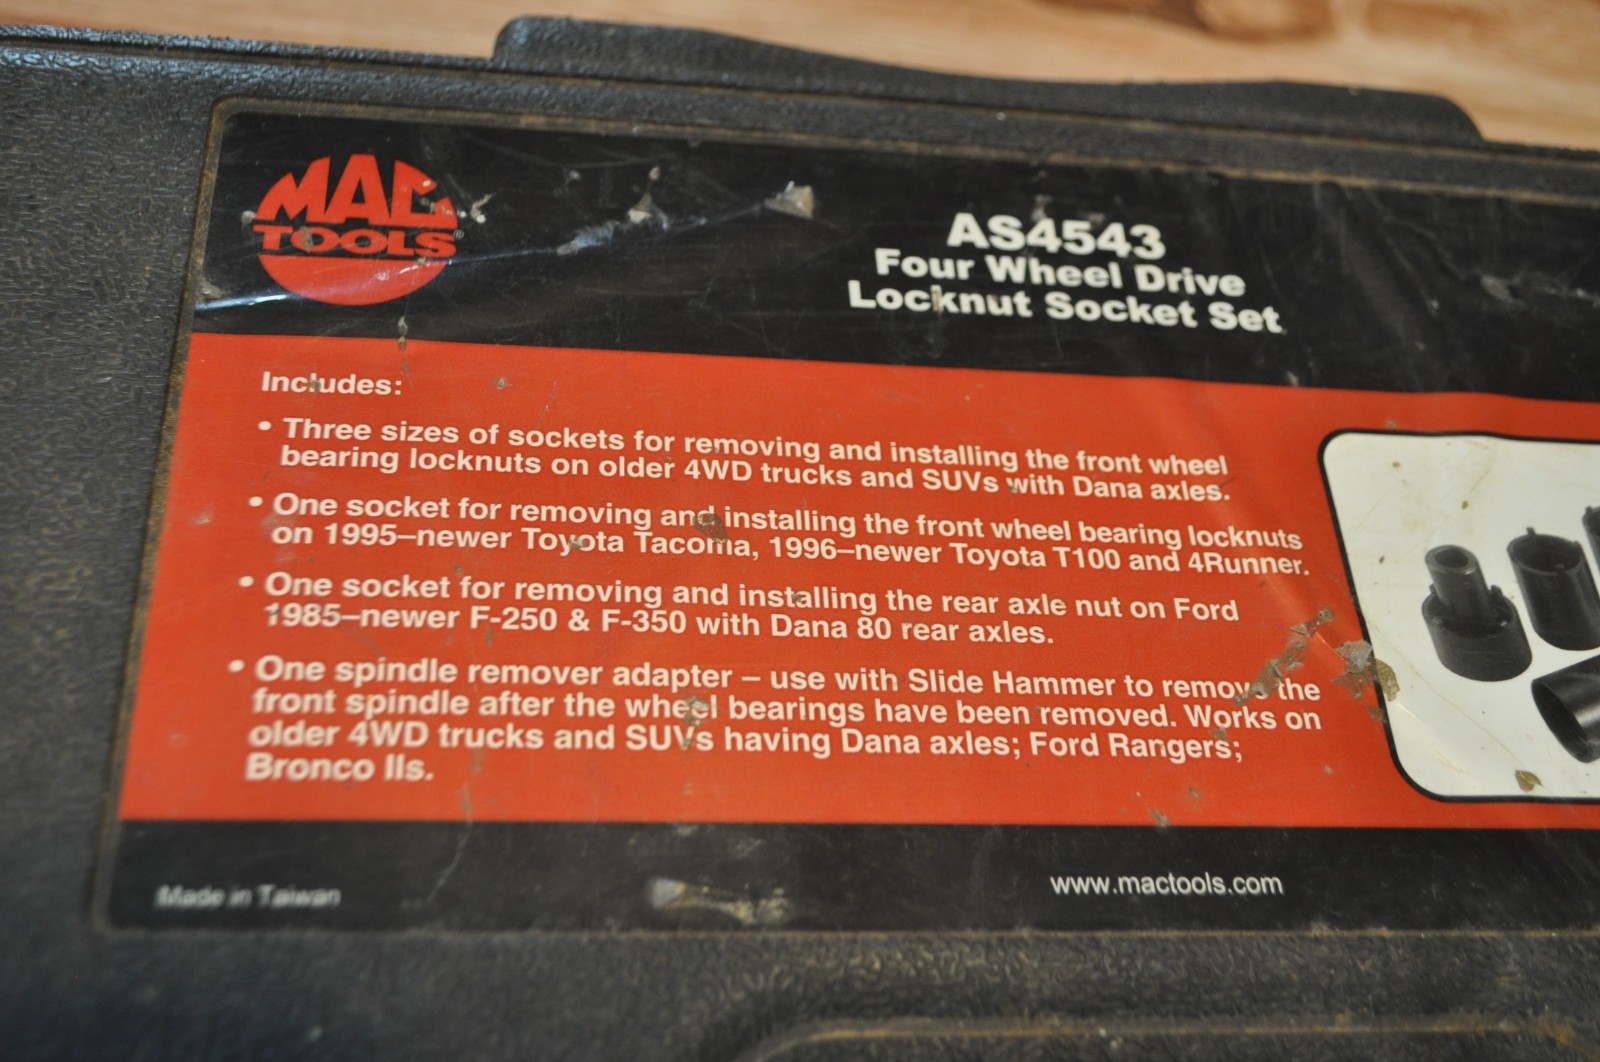 MAC
TOOLS®
AS4543
Four Wheel Drive
Locknut Socket Set
Includes:
• Three sizes of sockets for removing and installing the front wheel
bearing locknuts on older 4WD trucks and SUVs with Dana axles.
• One socket for removing and installing the front wheel bearing locknuts
on 1995–newer Toyota Tacoma, 1996–newer Toyota T100 and 4Runner.
• One socket for removing and installing the rear axle nut on Ford
1985–newer F-250 & F-350 with Dana 80 rear axles.
• One spindle remover adapter – use with Slide Hammer to remove the
front spindle after the wheel bearings have been removed. Works on
older 4WD trucks and SUVs having Dana axles; Ford Rangers;
Bronco IIs.
Made in Taiwan
www.mactools.com